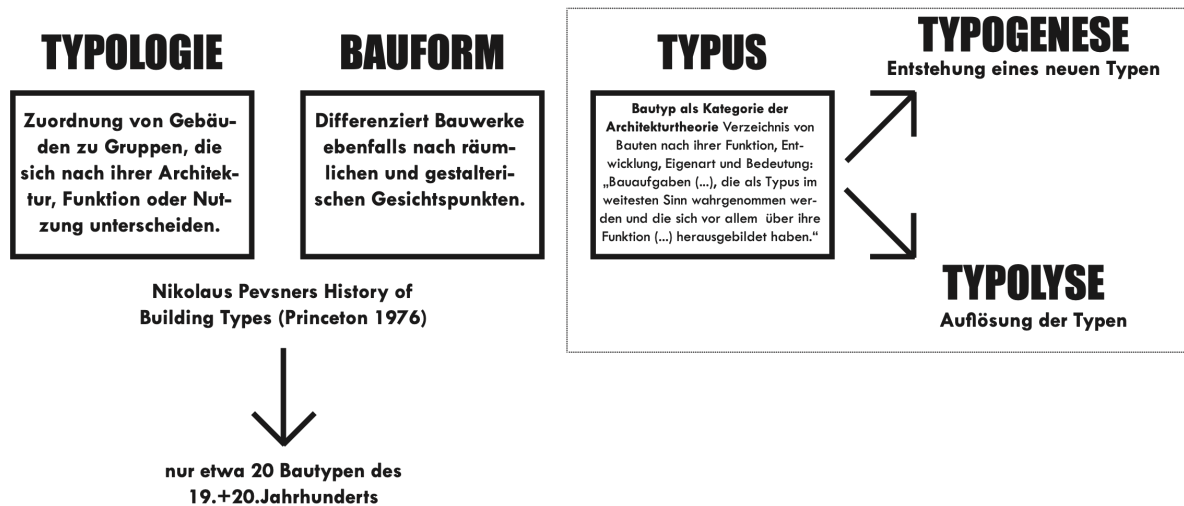 TYPOLOGIE
Zuordnung von Gebäu-
den zu Gruppen, die
sich nach ihrer Architek-
tur, Funktion oder Nut-
zung unterscheiden.
BAUFORM
Differenziert Bauwerke
ebenfalls nach räum-
lichen und gestalteri-
schen Gesichtspunkten.
Nikolaus Pevsners History of
Building Types (Princeton 1976)
nur etwa 20 Bautypen des
19.+20.Jahrhunderts
TYPUS
Bautyp als Kategorie der
Architekturtheorie Verzeichnis von
Bauten nach ihrer Funktion, Ent-
wicklung, Eigenart und Bedeutung:
„Bauaufgaben (...), die als Typus im
weitesten Sinn wahrgenommen wer-
den und die sich vor allem über ihre
Funktion (...) herausgebildet haben.“
TYPOGENESE
Entstehung eines neuen Typen
TYPOLYSE
Auflösung der Typen